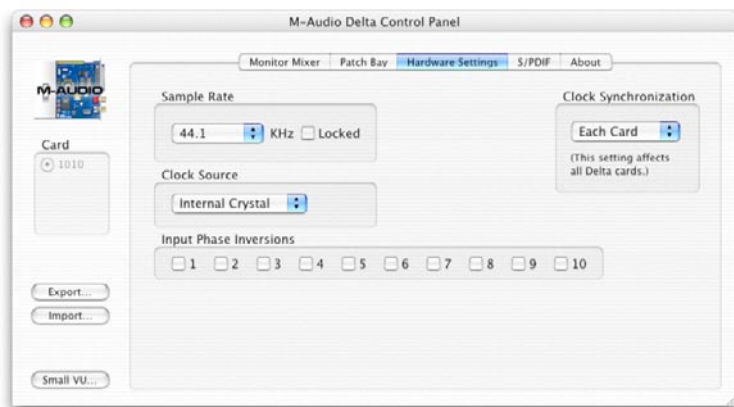 M-Audio Delta Control Panel
M-AUDIO
Monitor Mixer Patch Bay Hardware Settings S/PDIF About
Card
1010
Export...
Import...
Small VU...
Sample Rate
44.1 KHz Locked
Clock Source
Internal Crystal
Input Phase Inversions
1 2 3 4 5 6 7 8 9 10
Clock Synchronization
Each Card
(This setting affects
all Delta cards.)